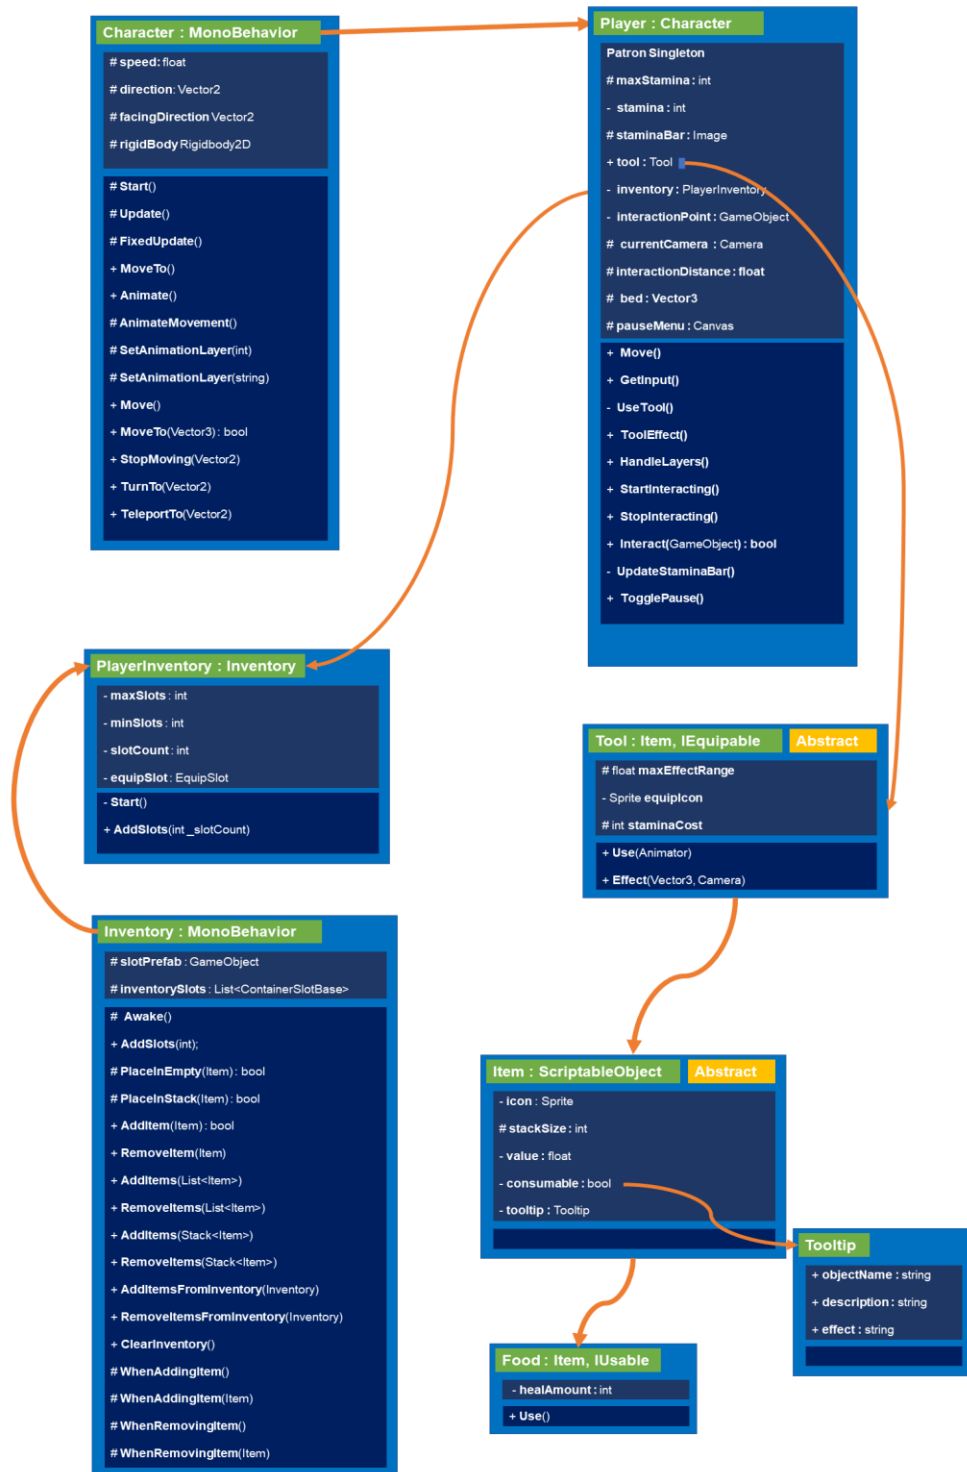 Character : MonoBehavior
# speed: float
# direction: Vector2
# facingDirection Vector2
# rigidBody Rigidbody2D
# Start()
# Update()
# FixedUpdate()
+ MoveTo()
+ Animate()
# AnimateMovement()
# SetAnimationLayer(int)
# SetAnimationLayer(string)
+ Move()
+ MoveTo(Vector3) : bool
+ StopMoving(Vector2)
+ TurnTo(Vector2)
+ TeleportTo(Vector2)
Player : Character
Patron Singleton
# maxStamina : int
- stamina : int
# staminaBar : Image
+ tool : Tool
- inventory : PlayerInventory
- interactionPoint : GameObject
# currentCamera : Camera
# interactionDistance : float
# bed : Vector3
# pauseMenu : Canvas
+ Move()
+ GetInput()
- UseTool()
+ ToolEffect()
+ HandleLayers()
+ StartInteracting()
+ StopInteracting()
+ Interact(GameObject) : bool
- UpdateStaminaBar()
+ TogglePause()
PlayerInventory : Inventory
- maxSlots : int
- minSlots : int
- slotCount : int
- equipSlot : EquipSlot
- Start()
+ AddSlots(int _slotCount)
Tool : Item, IEquipable
Abstract
# float maxEffectRange
- Sprite equipIcon
# int staminaCost
+ Use(Animator)
+ Effect(Vector3, Camera)
Inventory : MonoBehavior
# slotPrefab : GameObject
# inventorySlots : List<ContainerSlotBase>
# Awake()
+ AddSlots(int);
# PlaceInEmpty(Item) : bool
# PlaceInStack(Item) : bool
+ AddItem(Item) : bool
+ RemoveItem(Item)
+ AddItems(List<Item>)
+ RemoveItems(List<Item>)
+ AddItems(Stack<Item>)
+ RemoveItems(Stack<Item>)
+ AddItemsFromInventory(Inventory)
+ RemoveItemsFromInventory(Inventory)
+ ClearInventory()
# WhenAddingItem()
# WhenAddingItem(Item)
# WhenRemovingItem()
# WhenRemovingItem(Item)
Item : ScriptableObject
Abstract
- icon : Sprite
# stackSize : int
- value : float
- consumable : bool
- tooltip : Tooltip
Tooltip
+ objectName : string
+ description : string
+ effect : string
Food : Item, IUsable
- healAmount : int
+ Use()